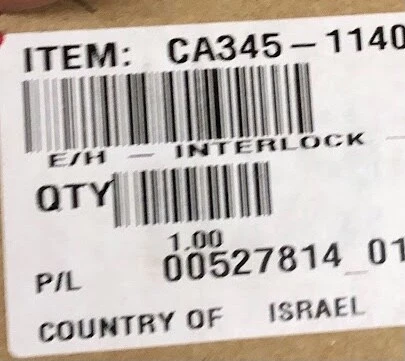 ITEM: CA345-1140
E/H - INTERLOCK
QTY
1.00
P/L 00527814_01
COUNTRY OF ISRAEL